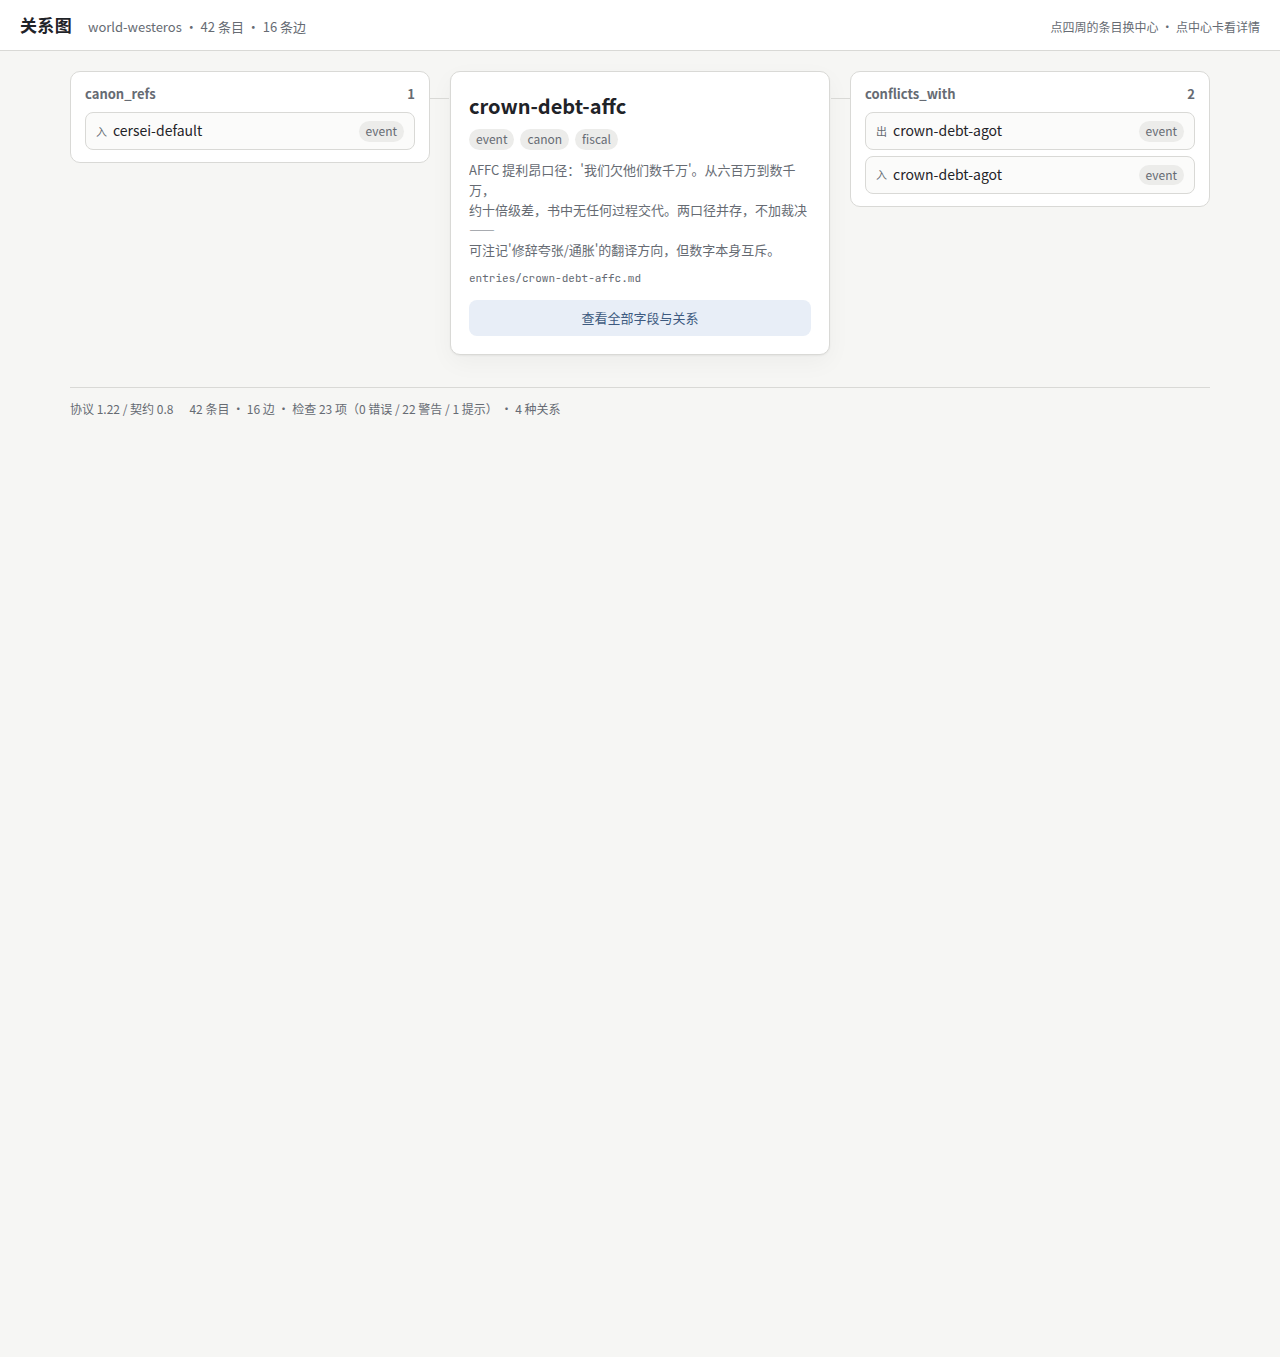 关系图 world-westeros · 42 条目 · 16 条边 点四周的条目换中心 · 点中心卡看详情
canon_refs 1
入 cersei-default event
crown-debt-affc
event canon fiscal
AFFC 提利昂口径：'我们欠他们数千万'。从六百万到数千
万，
约十倍级差，书中无任何过程交代。两口径并存，不加裁决
——
可注记'修辞夸张/通胀'的翻译方向，但数字本身互斥。
entries/crown-debt-affc.md
查看全部字段与关系
conflicts_with 2
出 crown-debt-agot event
入 crown-debt-agot event
协议 1.22 / 契约 0.8 42 条目 · 16 边 · 检查 23 项（0 错误 / 22 警告 / 1 提示） · 4 种关系